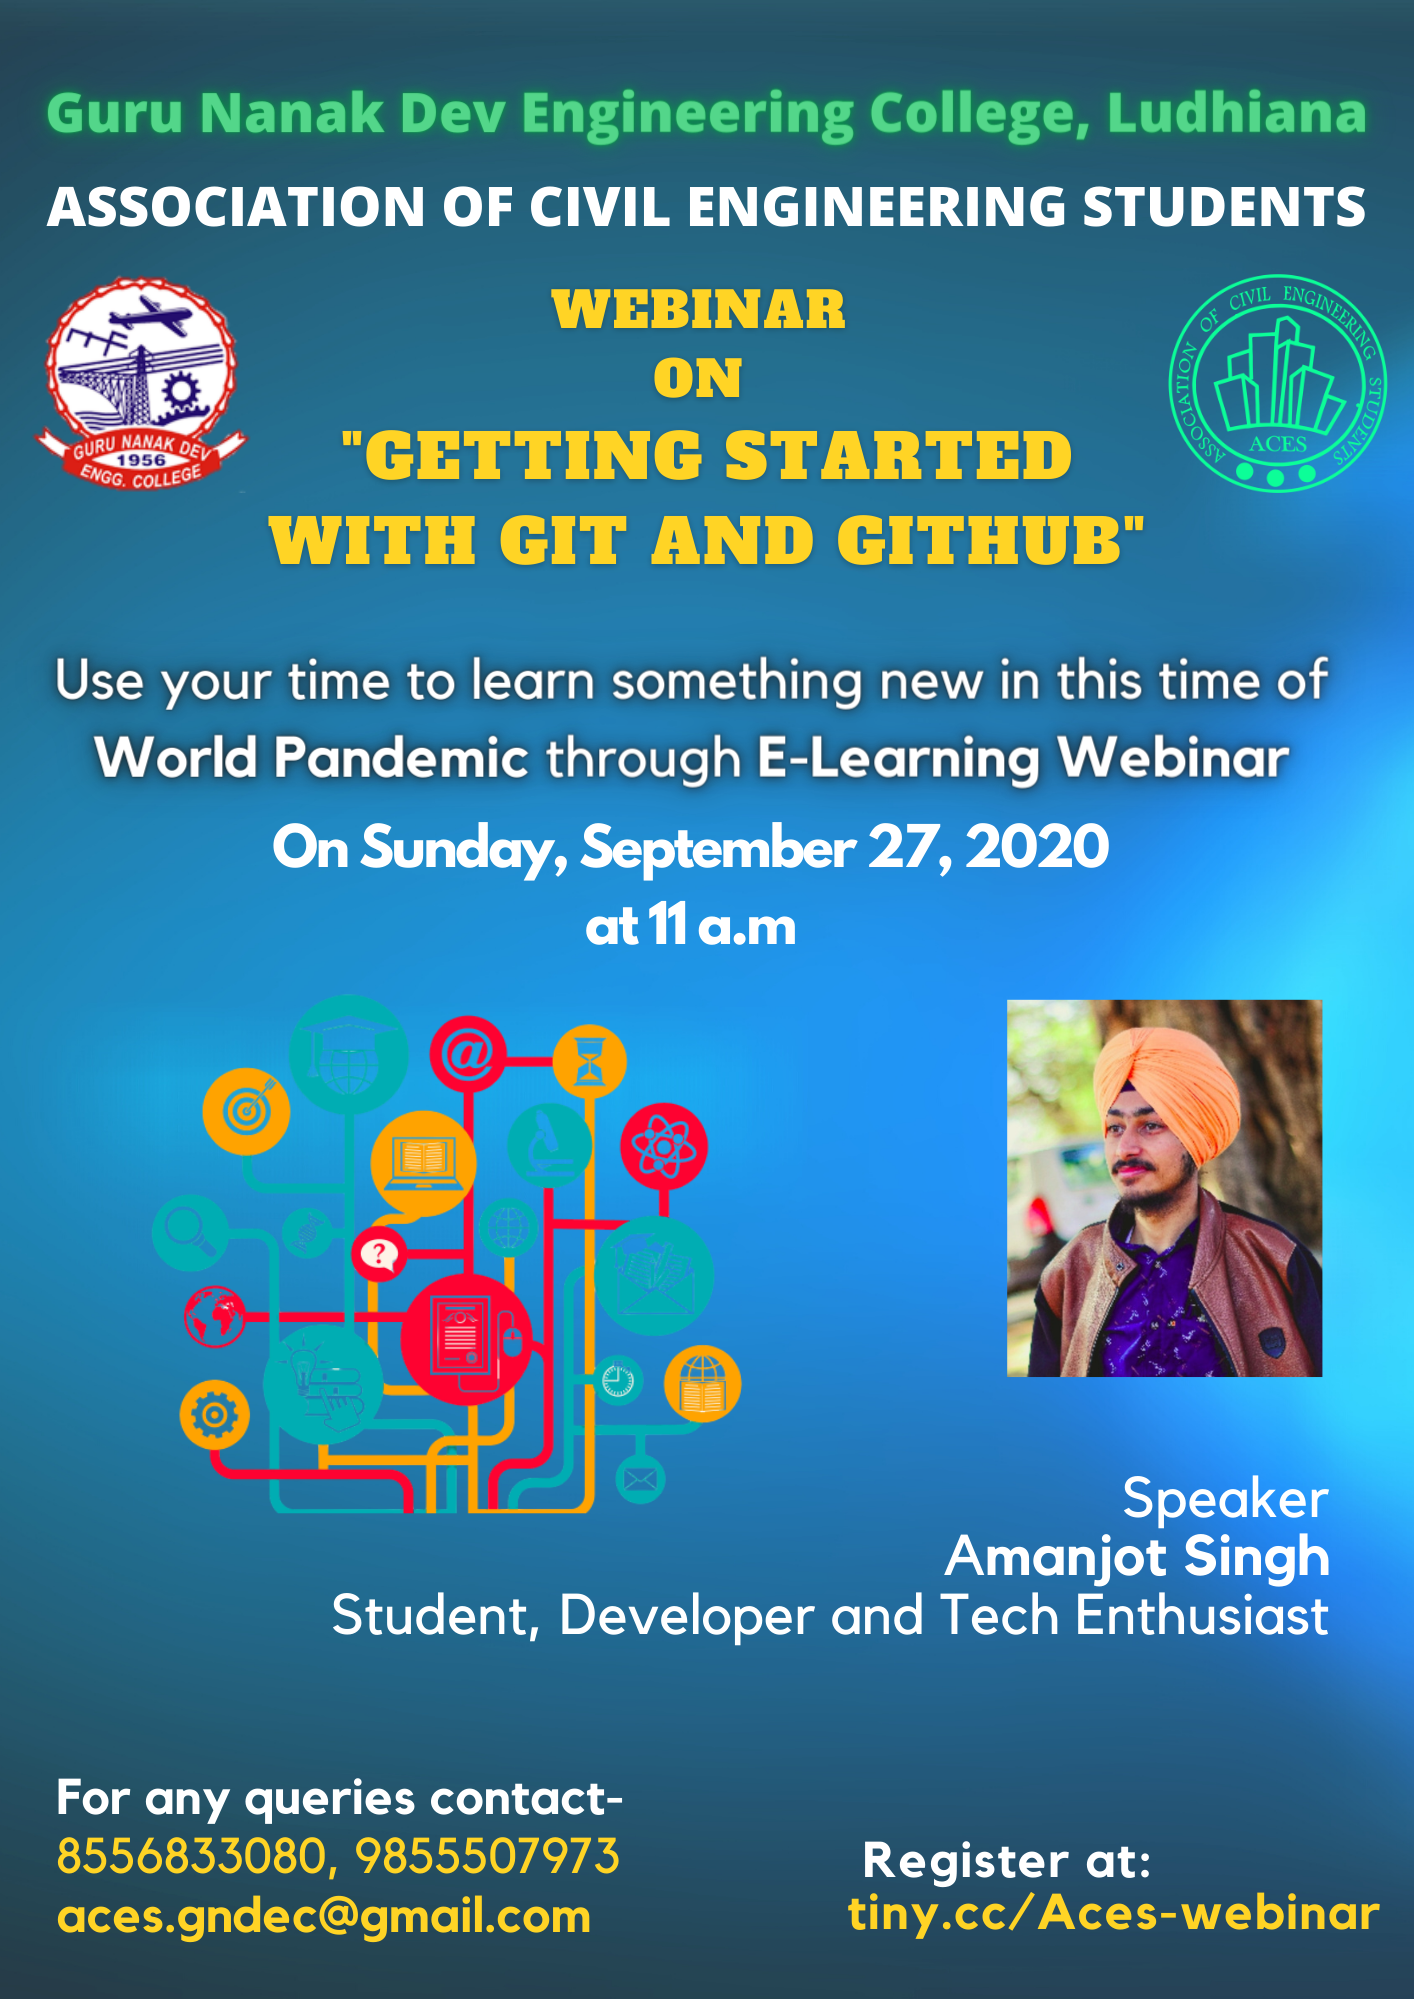 Guru Nanak Dev Engineering College, Ludhiana
ASSOCIATION OF CIVIL ENGINEERING STUDENTS
GURU NANAK DEV
1956
ENGG. COLLEGE
WEBINAR
ON
"GETTING STARTED
WITH GIT AND GITHUB"
ASSOCIATION OF CIVIL ENGINEERING STUDENTS
ACES
Use your time to learn something new in this time of
World Pandemic through E-Learning Webinar
On Sunday, September 27, 2020
at 11 a.m
@
?
Speaker
Amanjot Singh
Student, Developer and Tech Enthusiast
For any queries contact-
8556833080, 9855507973
aces.gndec@gmail.com
Register at:
tiny.cc/Aces-webinar